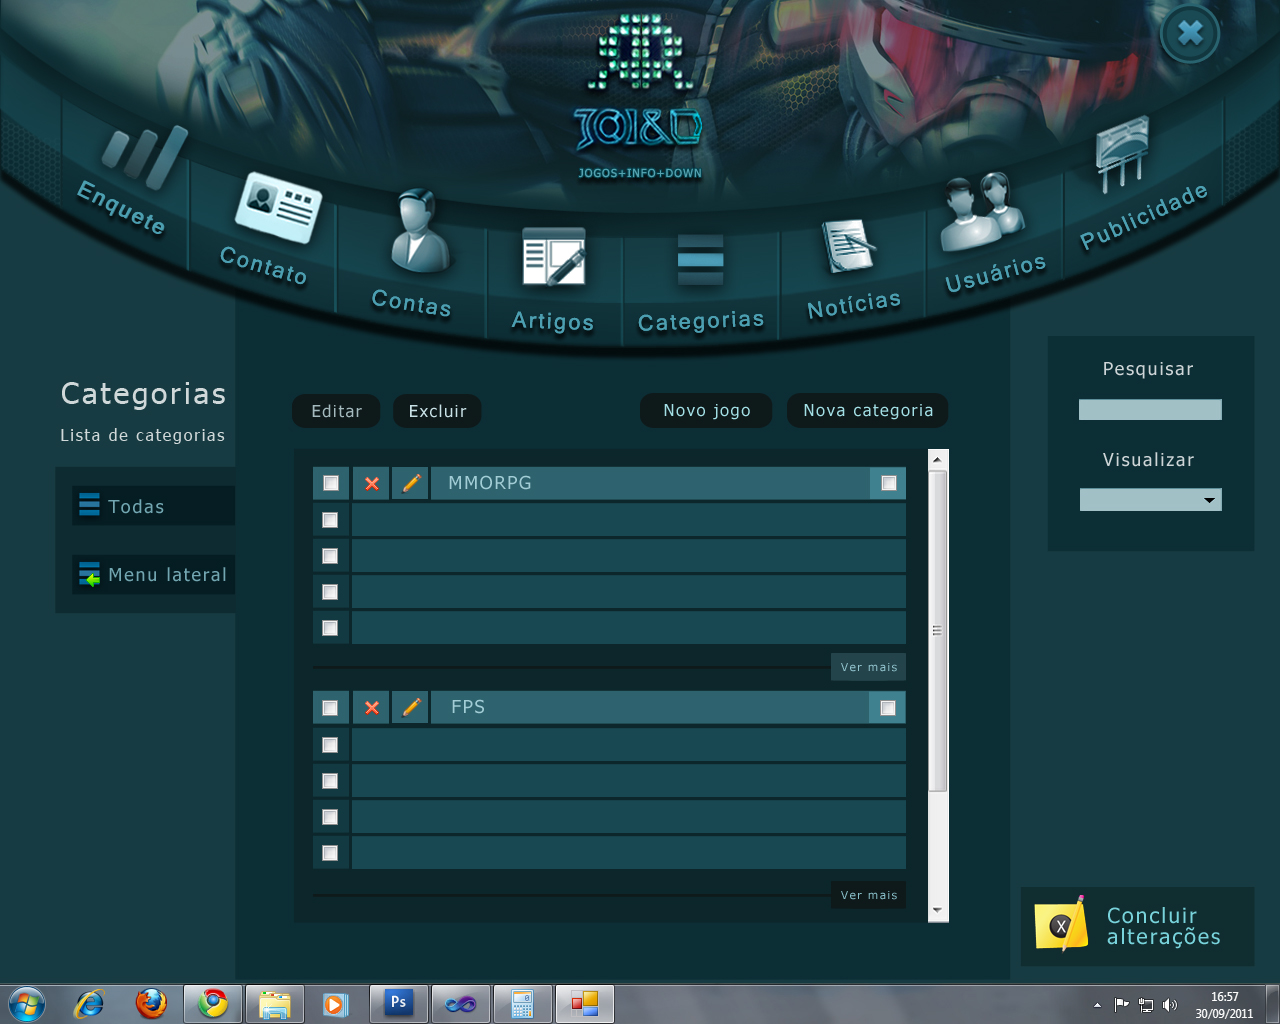 JOI&D
JOGOS+INFO+DOWN
Enquete
Contato
Contas
Artigos
Categorias
Notícias
Usuários
Publicidade
Categorias
Lista de categorias
Todas
Menu lateral
Editar
Excluir
Novo jogo
Nova categoria
MMORPG
Ver mais
FPS
Ver mais
Pesquisar
Visualizar
X
Concluir
alterações
Ps
16:57
30/09/2011